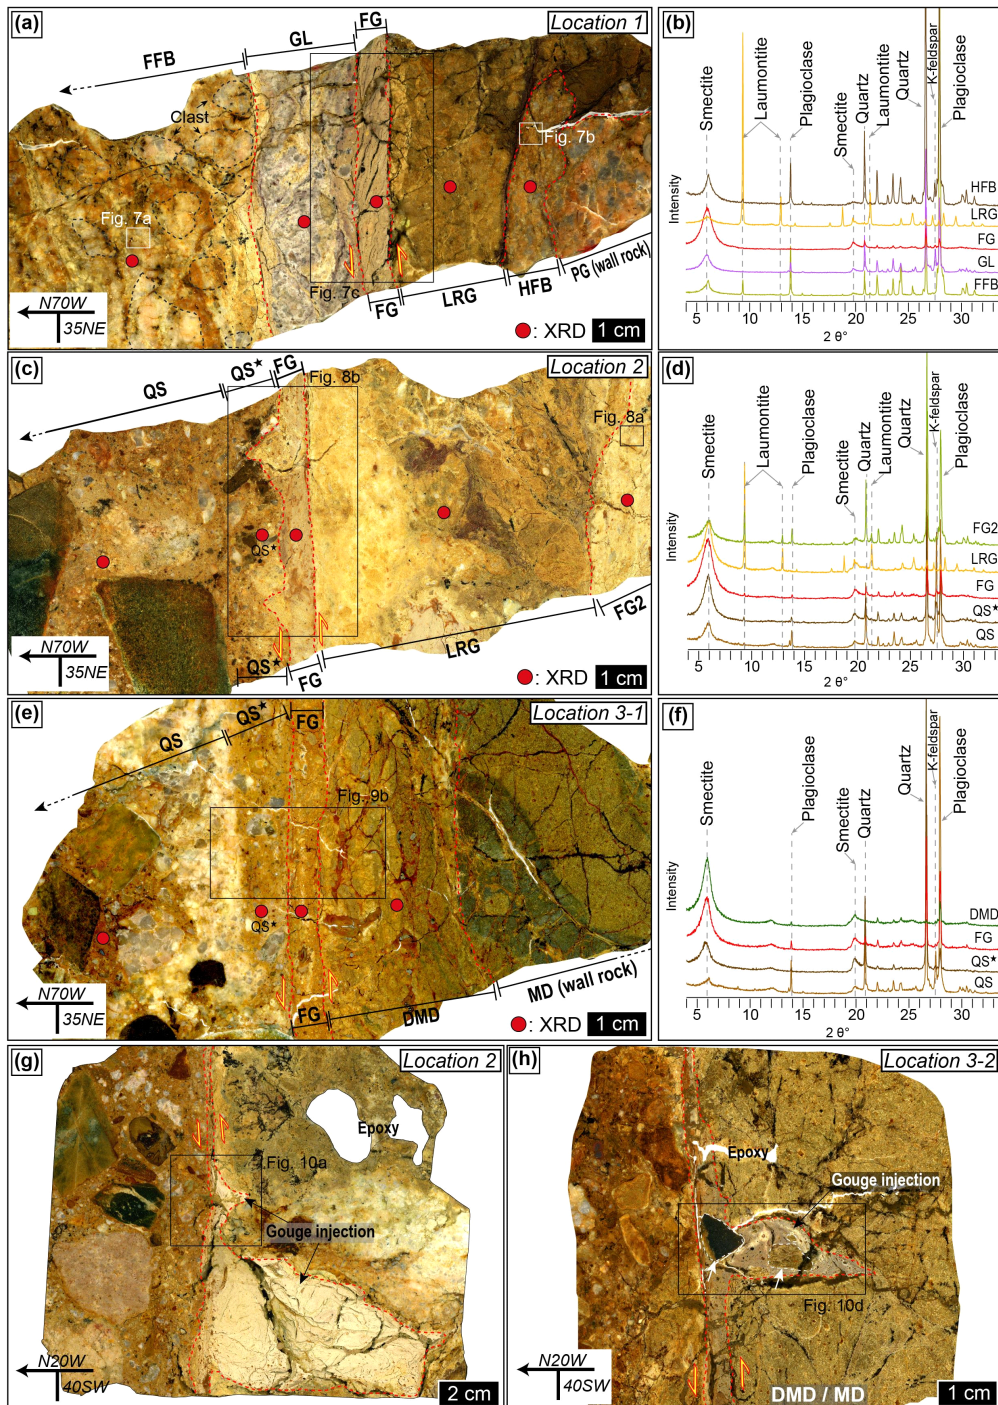 (a)
FFB
GL
FG
Location 1
Clast
Fig. 7a
Fig. 7b
Fig. 7c
FG
LRG
HFB
PG (wall rock)
N70W
35NE
: XRD
1 cm
(b)
Smectite
Laumontite
Plagioclase
Smectite
Quartz
Laumontite
Quartz
K-feldspar
Plagioclase
Intensity
HFB
LRG
FG
GL
FFB
5 10 15 20 25 30
2 θ°
(c)
QS
QS★
FG
Location 2
Fig. 8b
Fig. 8a
QS★
QS★
FG
LRG
FG2
N70W
35NE
: XRD
1 cm
(d)
Smectite
Laumontite
Plagioclase
Smectite
Quartz
Laumontite
Quartz
K-feldspar
Plagioclase
Intensity
FG2
LRG
FG
QS★
QS
5 10 15 20 25 30
2 θ°
(e)
QS
QS★
FG
Location 3-1
Fig. 9b
QS★
FG
DMD
MD (wall rock)
N70W
35NE
: XRD
1 cm
(f)
Smectite
Plagioclase
Smectite
Quartz
Quartz
K-feldspar
Plagioclase
Intensity
DMD
FG
QS★
QS
5 10 15 20 25 30
2 θ°
(g)
Location 2
Epoxy
Fig. 10a
Gouge injection
N20W
40SW
2 cm
(h)
Location 3-2
Epoxy
Gouge injection
Fig. 10d
N20W
40SW
DMD / MD
1 cm